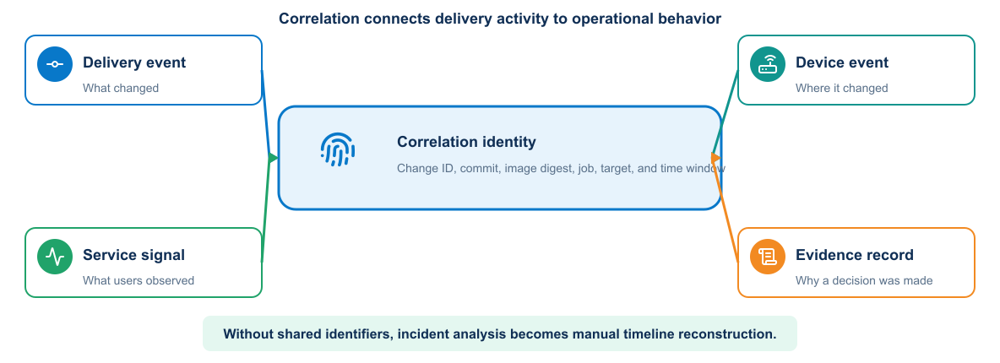 Correlation connects delivery activity to operational behavior
Delivery event
What changed
Device event
Where it changed
Correlation identity
Change ID, commit, image digest, job, target, and time window
Service signal
What users observed
Evidence record
Why a decision was made
Without shared identifiers, incident analysis becomes manual timeline reconstruction.